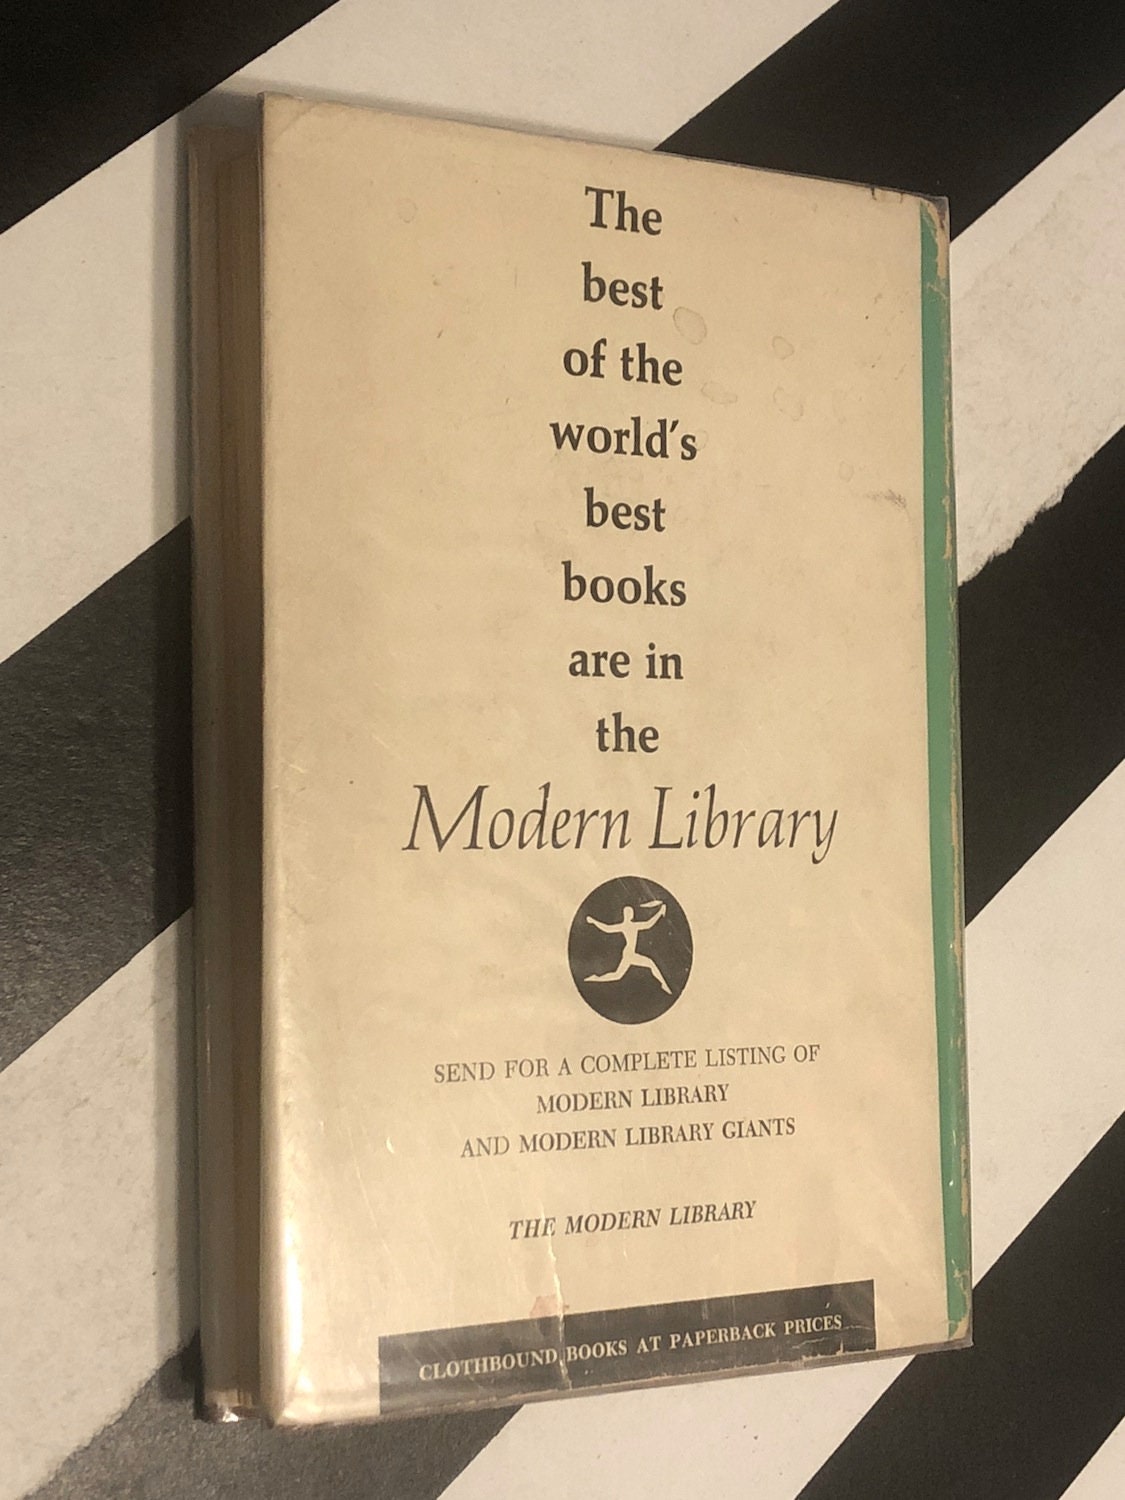 The
best
of the
world's
best
books
are in
the
Modern Library
SEND FOR A COMPLETE LISTING OF
MODERN LIBRARY
AND MODERN LIBRARY GIANTS
THE MODERN LIBRARY
CLOTHBOUND BOOKS AT PAPERBACK PRICES